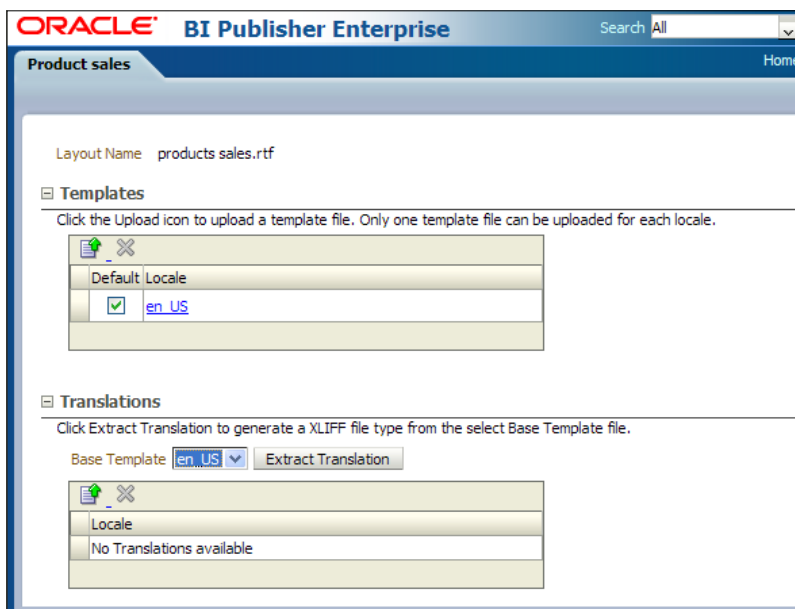 ORACLE BI Publisher Enterprise Search All
Product sales Home
Layout Name products sales.rtf
Templates
Click the Upload icon to upload a template file. Only one template file can be uploaded for each locale.
Default Locale
en_US
Translations
Click Extract Translation to generate a XLIFF file type from the select Base Template file.
Base Template en_US Extract Translation
Locale
No Translations available